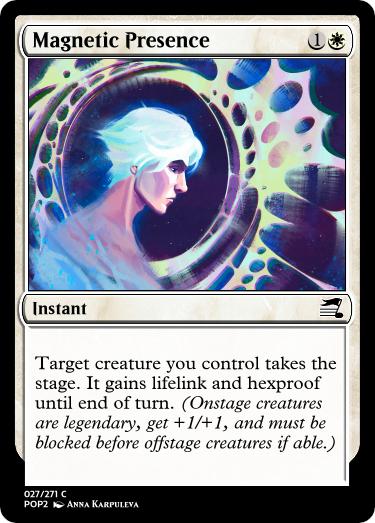 Magnetic Presence 1
Instant
Target creature you control takes the
stage. It gains lifelink and hexproof
until end of turn. (Onstage creatures
are legendary, get +1/+1, and must be
blocked before offstage creatures if able.)
027/271 C
POP2 Anna Karpuleva